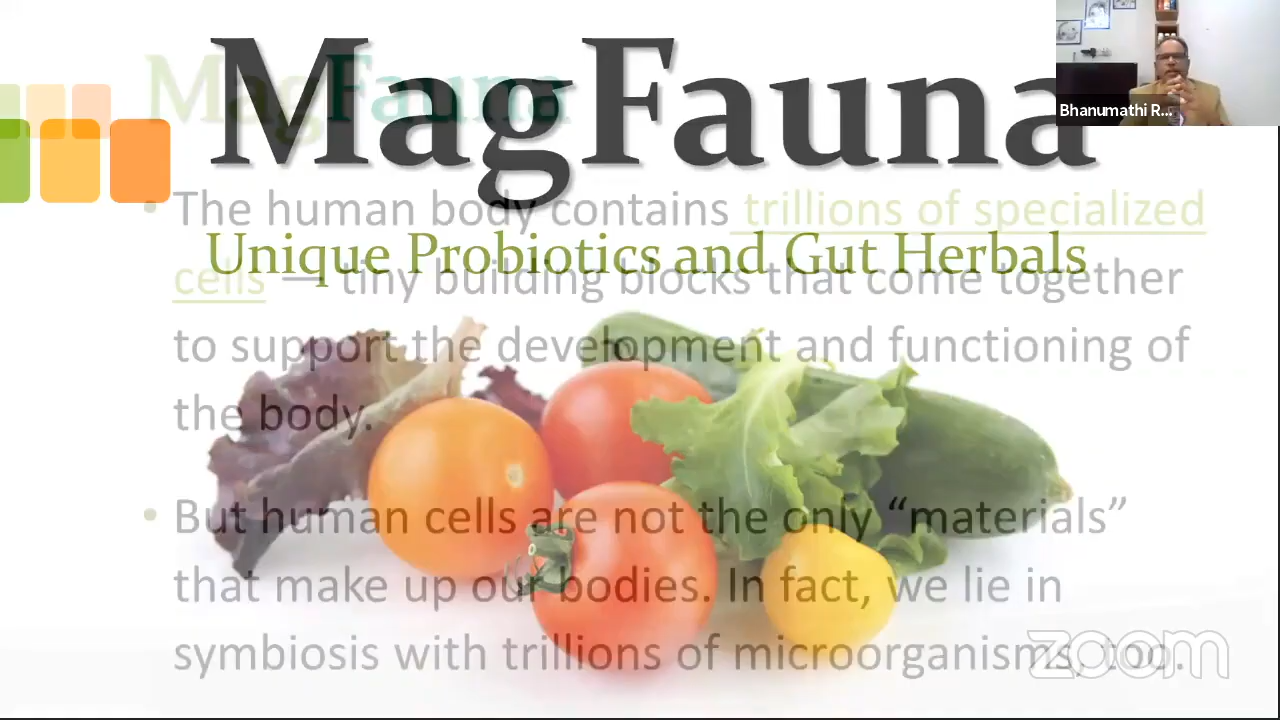 MagFauna
MagFauna
Bhanumathi R...
• The human body contains trillions of specialized
Unique Probiotics and Gut Herbals
cells — tiny building blocks that come together
to support the development and functioning of
the body.
• But human cells are not the only “materials”
that make up our bodies. In fact, we lie in
symbiosis with trillions of microorganisms, too.
zoom